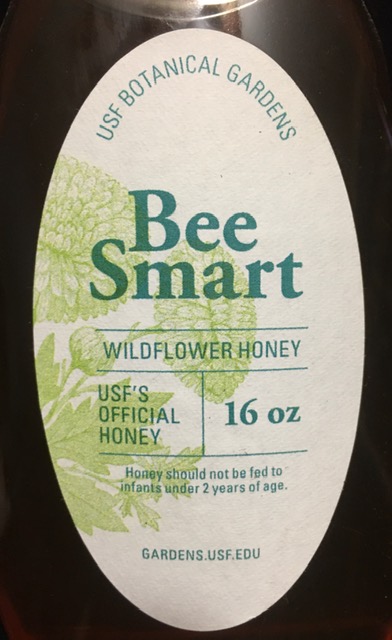 USF BOTANICAL GARDENS
Bee
Smart
WILDFLOWER HONEY
USF'S
OFFICIAL
HONEY
16 oz
Honey should not be fed to
infants under 2 years of age.
GARDENS.USF.EDU